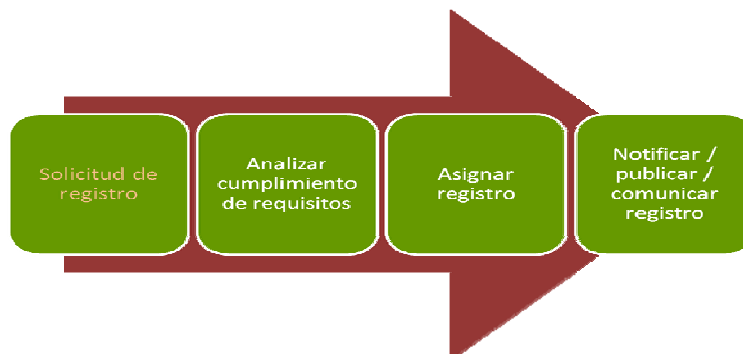 Solicitud de
registro
Analizar
cumplimiento
de requisitos
Asignar
registro
Notificar /
publicar /
comunicar
registro